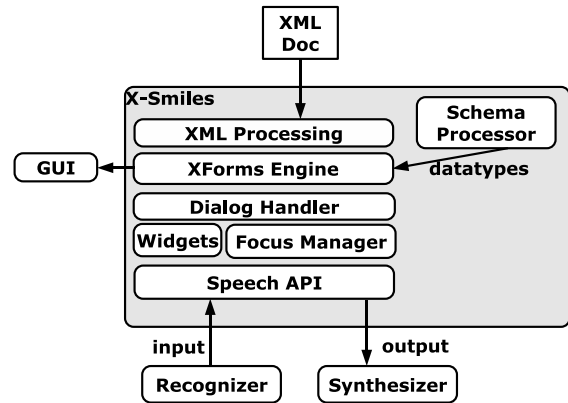 XML
Doc
X-Smiles
Schema
Processor
XML Processing
GUI
XForms Engine
datatypes
Dialog Handler
Widgets
Focus Manager
Speech API
input
output
Recognizer
Synthesizer